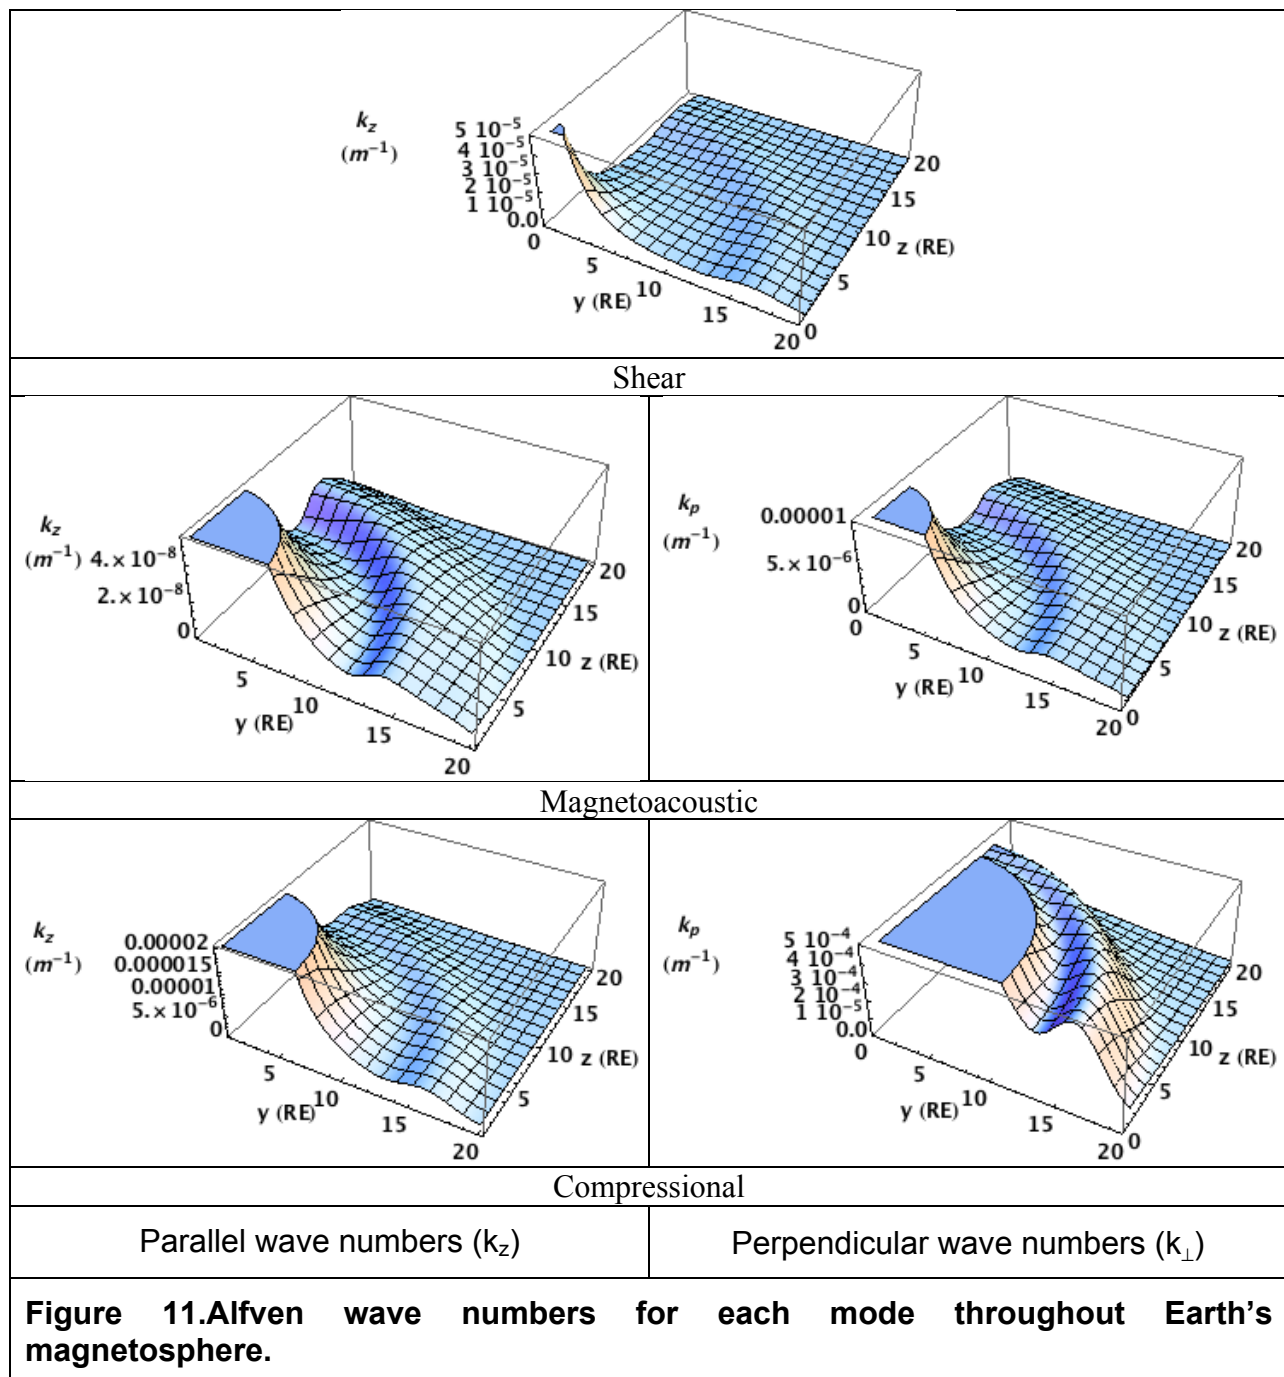 k_z
(m⁻¹)
5 10⁻⁵
4 10⁻⁵
3 10⁻⁵
2 10⁻⁵
1 10⁻⁵
0.0
0
5
10
15
20
y (RE)
0
5
10
15
20
z (RE)
Shear
k_z
(m⁻¹)
4.×10⁻⁸
2.×10⁻⁸
0
5
10
15
20
y (RE)
5
10
15
20
z (RE)
k_p
(m⁻¹)
0.00001
5.×10⁻⁶
0
0
5
10
15
20
y (RE)
0
5
10
15
20
z (RE)
Magnetoacoustic
k_z
(m⁻¹)
0.00002
0.000015
0.00001
5.×10⁻⁶
0
5
10
15
20
y (RE)
5
10
15
20
z (RE)
k_p
(m⁻¹)
5 10⁻⁴
4 10⁻⁴
3 10⁻⁴
2 10⁻⁴
1 10⁻⁵
0.0
0
5
10
15
20
y (RE)
0
5
10
15
20
z (RE)
Compressional
Parallel wave numbers (k_z)
Perpendicular wave numbers (k_⊥)
Figure 11.Alfven wave numbers for each mode throughout Earth’s
magnetosphere.